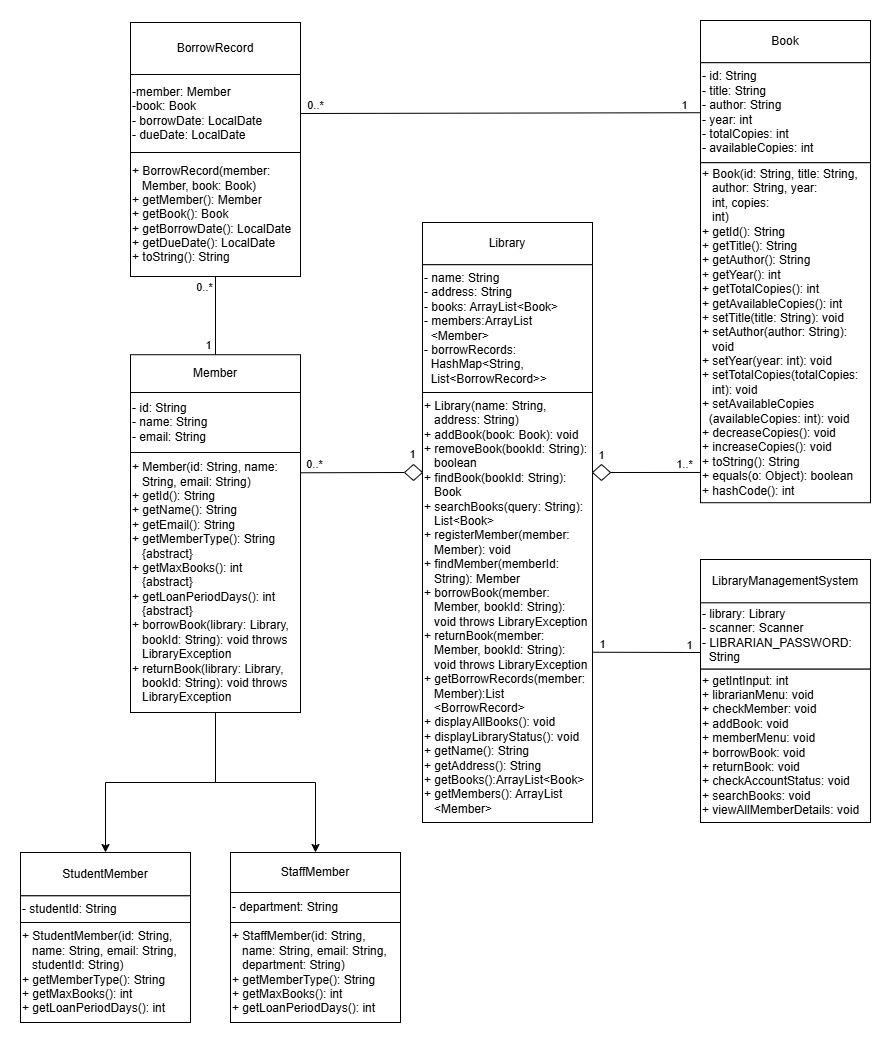 BorrowRecord
-member: Member
-book: Book
- borrowDate: LocalDate
- dueDate: LocalDate
+ BorrowRecord(member:
Member, book: Book)
+ getMember(): Member
+ getBook(): Book
+ getBorrowDate(): LocalDate
+ getDueDate(): LocalDate
+ toString(): String
0..*
1
0..*
1
Book
- id: String
- title: String
- author: String
- year: int
- totalCopies: int
- availableCopies: int
+ Book(id: String, title: String,
author: String, year:
int, copies:
int)
+ getId(): String
+ getTitle(): String
+ getAuthor(): String
+ getYear(): int
+ getTotalCopies(): int
+ getAvailableCopies(): int
+ setTitle(title: String): void
+ setAuthor(author: String):
void
+ setYear(year: int): void
+ setTotalCopies(totalCopies:
int): void
+ setAvailableCopies
(availableCopies: int): void
+ decreaseCopies(): void
+ increaseCopies(): void
+ toString(): String
+ equals(o: Object): boolean
+ hashCode(): int
Member
- id: String
- name: String
- email: String
+ Member(id: String, name:
String, email: String)
+ getId(): String
+ getName(): String
+ getEmail(): String
+ getMemberType(): String
{abstract}
+ getMaxBooks(): int
{abstract}
+ getLoanPeriodDays(): int
{abstract}
+ borrowBook(library: Library,
bookId: String): void throws
LibraryException
+ returnBook(library: Library,
bookId: String): void throws
LibraryException
0..*
1
Library
- name: String
- address: String
- books: ArrayList<Book>
- members:ArrayList
<Member>
- borrowRecords:
HashMap<String,
List<BorrowRecord>>
+ Library(name: String,
address: String)
+ addBook(book: Book): void
+ removeBook(bookId: String):
boolean
+ findBook(bookId: String):
Book
+ searchBooks(query: String):
List<Book>
+ registerMember(member:
Member): void
+ findMember(memberId:
String): Member
+ borrowBook(member:
Member, bookId: String):
void throws LibraryException
+ returnBook(member:
Member, bookId: String):
void throws LibraryException
+ getBorrowRecords(member:
Member):List
<BorrowRecord>
+ displayAllBooks(): void
+ displayLibraryStatus(): void
+ getName(): String
+ getAddress(): String
+ getBooks():ArrayList<Book>
+ getMembers(): ArrayList
<Member>
1
1..*
1
1
LibraryManagementSystem
- library: Library
- scanner: Scanner
- LIBRARIAN_PASSWORD:
String
+ getIntInput: int
+ librarianMenu: void
+ checkMember: void
+ addBook: void
+ memberMenu: void
+ borrowBook: void
+ returnBook: void
+ checkAccountStatus: void
+ searchBooks: void
+ viewAllMemberDetails: void
StudentMember
- studentId: String
+ StudentMember(id: String,
name: String, email: String,
studentId: String)
+ getMemberType(): String
+ getMaxBooks(): int
+ getLoanPeriodDays(): int
StaffMember
- department: String
+ StaffMember(id: String,
name: String, email: String,
department: String)
+ getMemberType(): String
+ getMaxBooks(): int
+ getLoanPeriodDays(): int